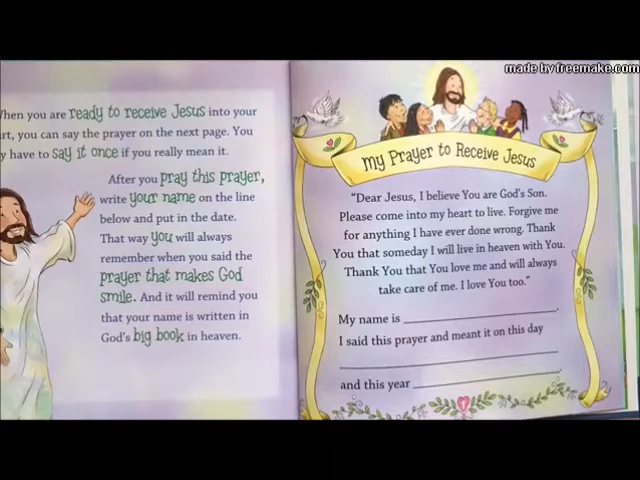 made by freemake.com
hen you are ready to receive Jesus into your
rt, you can say the prayer on the next page. You
y have to say it once if you really mean it.
After you pray this prayer,
write your name on the line
below and put in the date.
That way you will always
remember when you said the
prayer that makes God
smile. And it will remind you
that your name is written in
God's big book in heaven.
My Prayer to Receive Jesus
"Dear Jesus, I believe You are God's Son.
Please come into my heart to live. Forgive me
for anything I have ever done wrong. Thank
You that someday I will live in heaven with You.
Thank You that You love me and will always
take care of me. I love You too."
My name is
I said this prayer and meant it on this day
and this year